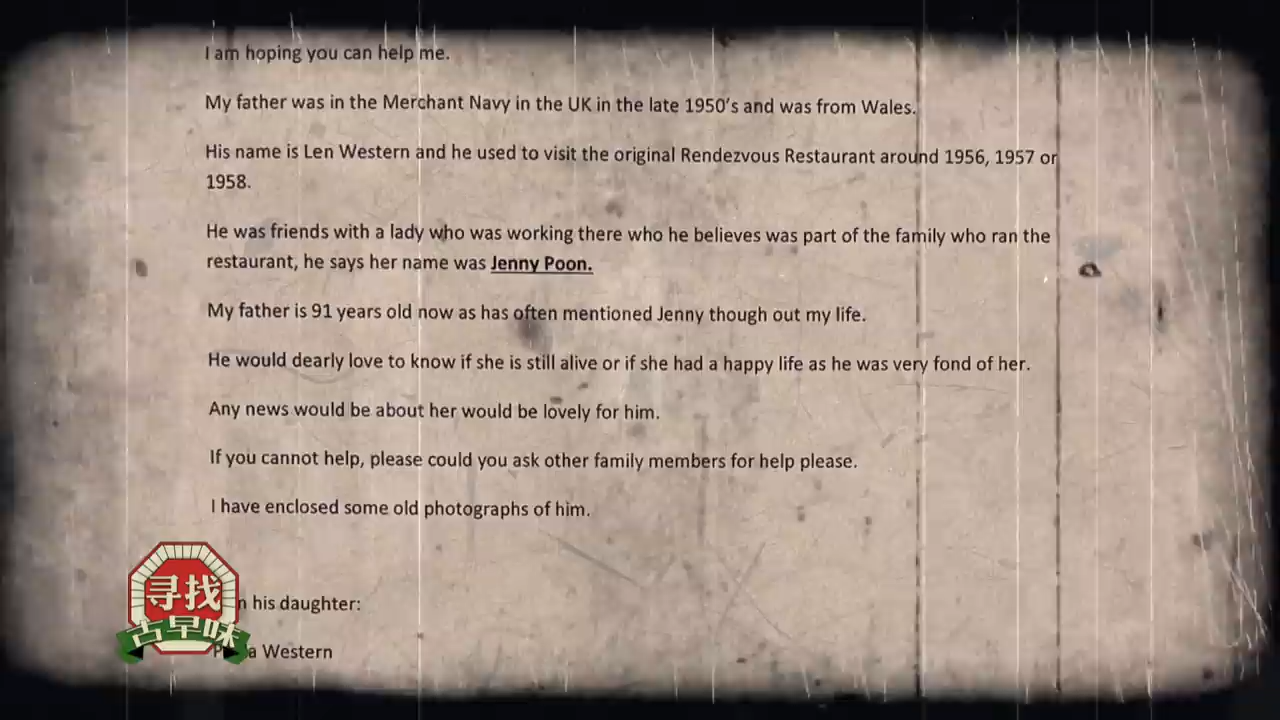 I am hoping you can help me.
My father was in the Merchant Navy in the UK in the late 1950's and was from Wales.
His name is Len Western and he used to visit the original Rendezvous Restaurant around 1956, 1957 or
1958.
He was friends with a lady who was working there who he believes was part of the family who ran the
restaurant, he says her name was Jenny Poon.
My father is 91 years old now as has often mentioned Jenny though out my life.
He would dearly love to know if she is still alive or if she had a happy life as he was very fond of her.
Any news would be about her would be lovely for him.
If you cannot help, please could you ask other family members for help please.
I have enclosed some old photographs of him.
his daughter:
Western
寻找
古早味